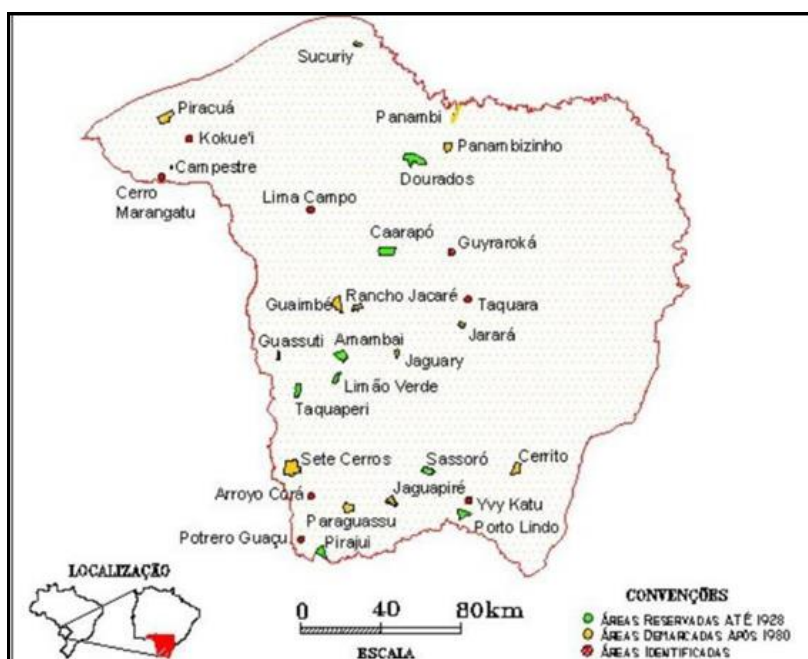 Sucuriy
Piracuá
Panambi
Kokue'i
Panambizinho
Campestre
Dourados
Cerro
Marangatu
Lima Campo
Caarapó
Guyraroká
Guaimbé
Rancho Jacaré
Taquara
Jarará
Guassuti
Amambai
Jaguary
Limão Verde
Taquaperi
Sete Cerros
Sassoró
Cerrito
Arroyo Corá
Jaguapiré
Yvy Katu
Paraguassu
Porto Lindo
Potrero Guaçu
Pirajui
LOCALIZAÇÃO
0 40 80 km
ESCALA
CONVENÇÕES
ÁREAS RESERVADAS ATÉ 1928
ÁREAS DEMARCADAS APÓS 1980
ÁREAS IDENTIFICADAS